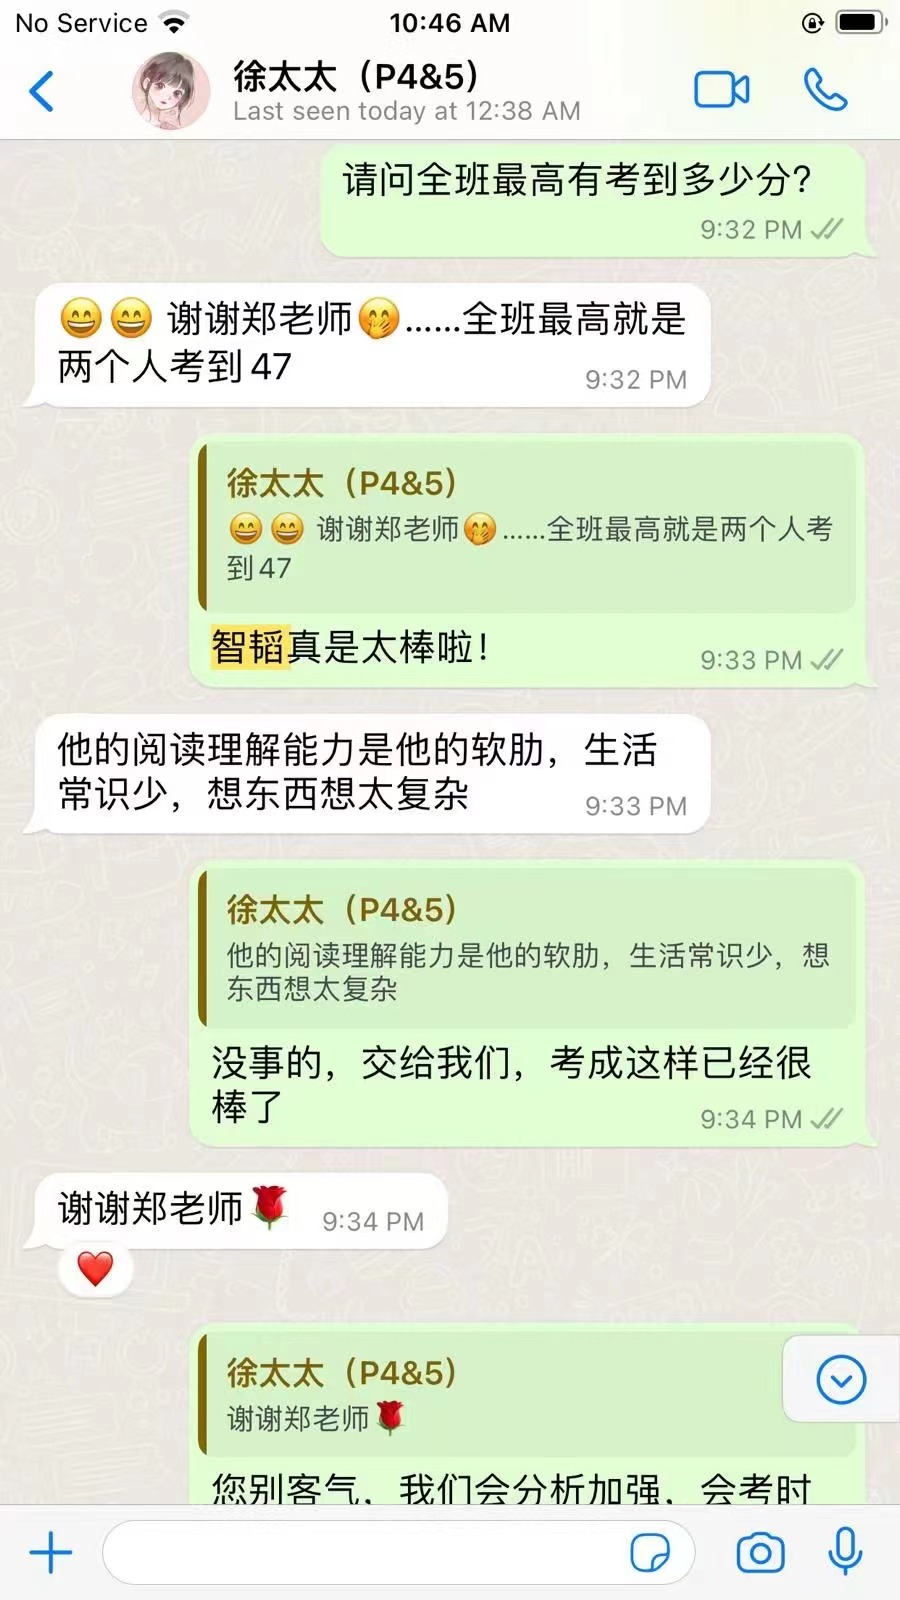 No Service
10:46 AM
徐太太（P4&5）
Last seen today at 12:38 AM
请问全班最高有考到多少分？
9:32 PM
😄😄 谢谢郑老师🤭……全班最高就是
两个人考到47
9:32 PM
徐太太（P4&5）
😄😄 谢谢郑老师🤭……全班最高就是两个人考
到47
智韬真是太棒啦！
9:33 PM
他的阅读理解能力是他的软肋，生活
常识少，想东西想太复杂
9:33 PM
徐太太（P4&5）
他的阅读理解能力是他的软肋，生活常识少，想
东西想太复杂
没事的，交给我们，考成这样已经很
棒了
9:34 PM
谢谢郑老师🌹
9:34 PM
徐太太（P4&5）
谢谢郑老师🌹
您别客气，我们会分析加强，会考时